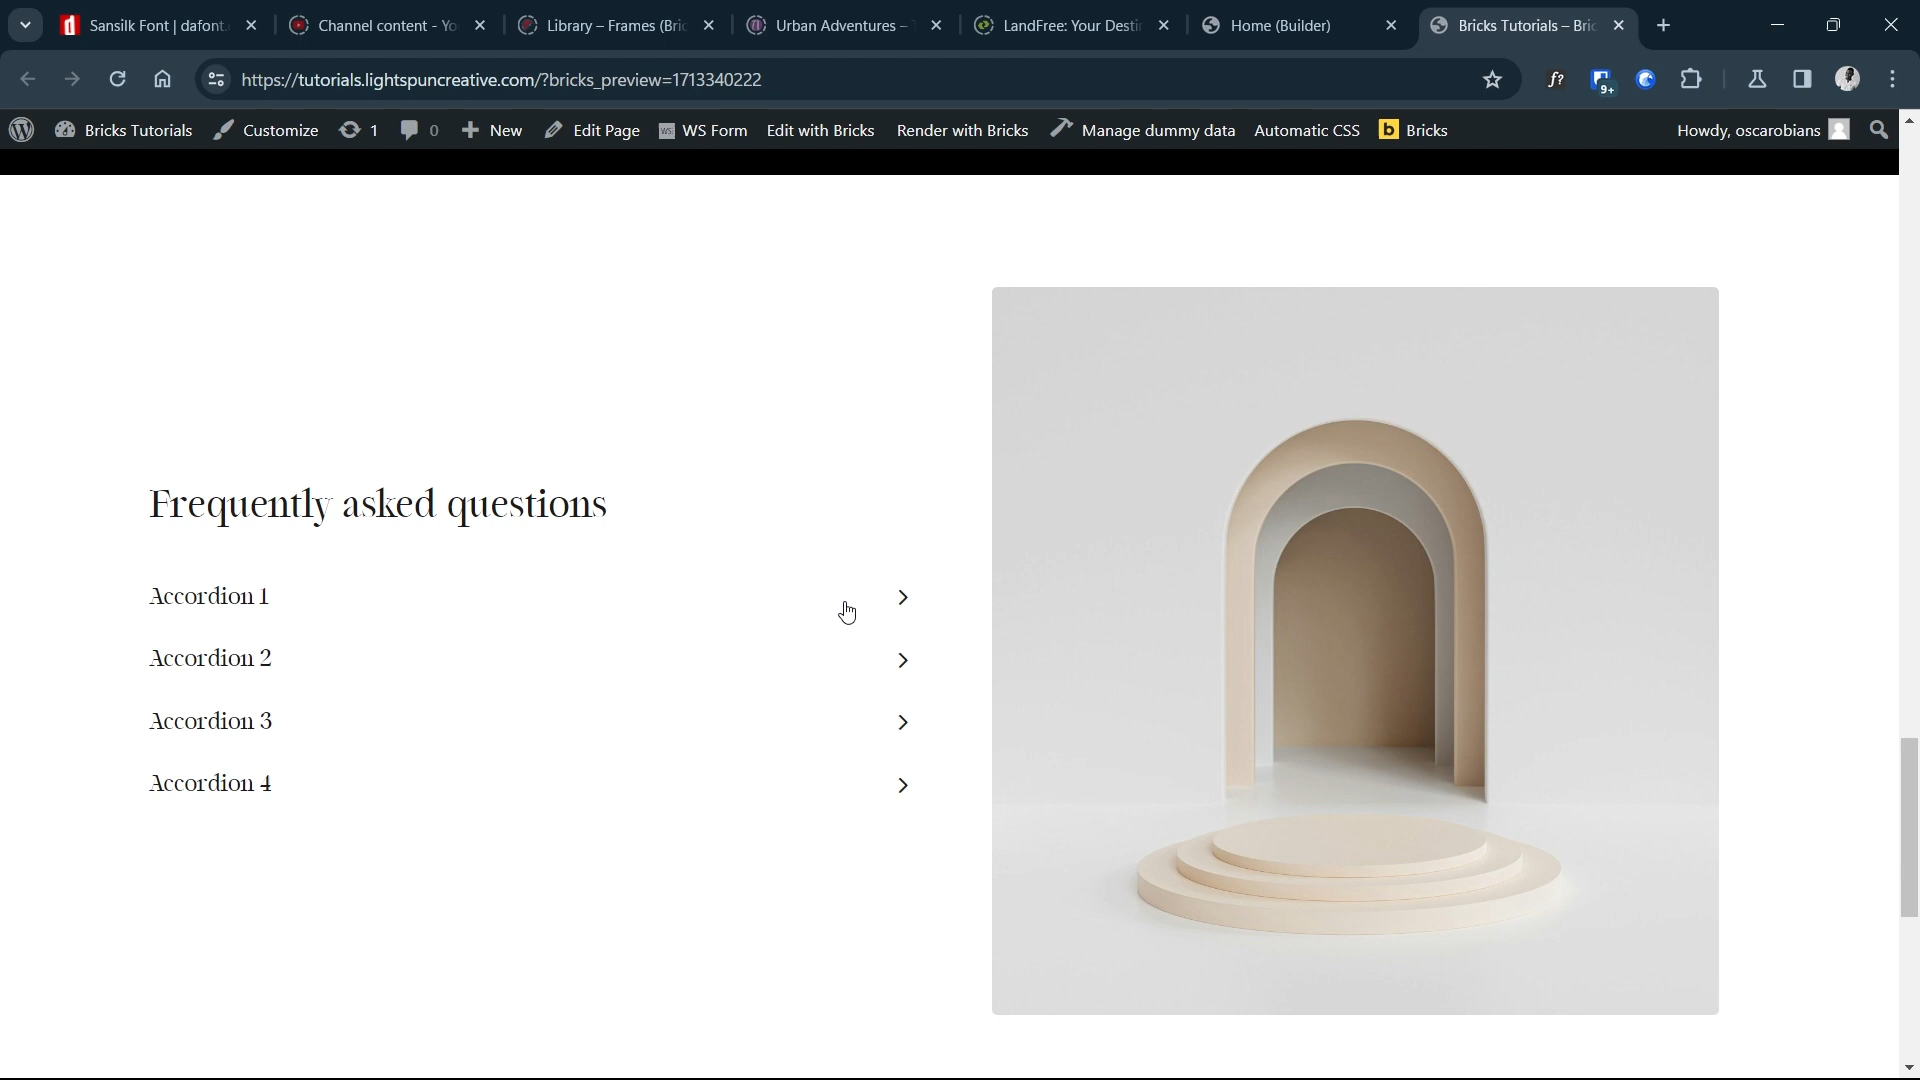 Sansilk Font | dafont.
Channel content - Yo
Library – Frames (Bric
Urban Adventures –
LandFree: Your Desti
Home (Builder)
Bricks Tutorials – Bric
https://tutorials.lightspuncreative.com/?bricks_preview=1713340222
f?
9+
Bricks Tutorials
Customize
1
0
New
Edit Page
WS
WS Form
Edit with Bricks
Render with Bricks
Manage dummy data
Automatic CSS
b
Bricks
Howdy, oscarobians
Frequently asked questions
Accordion 1
Accordion 2
Accordion 3
Accordion 4